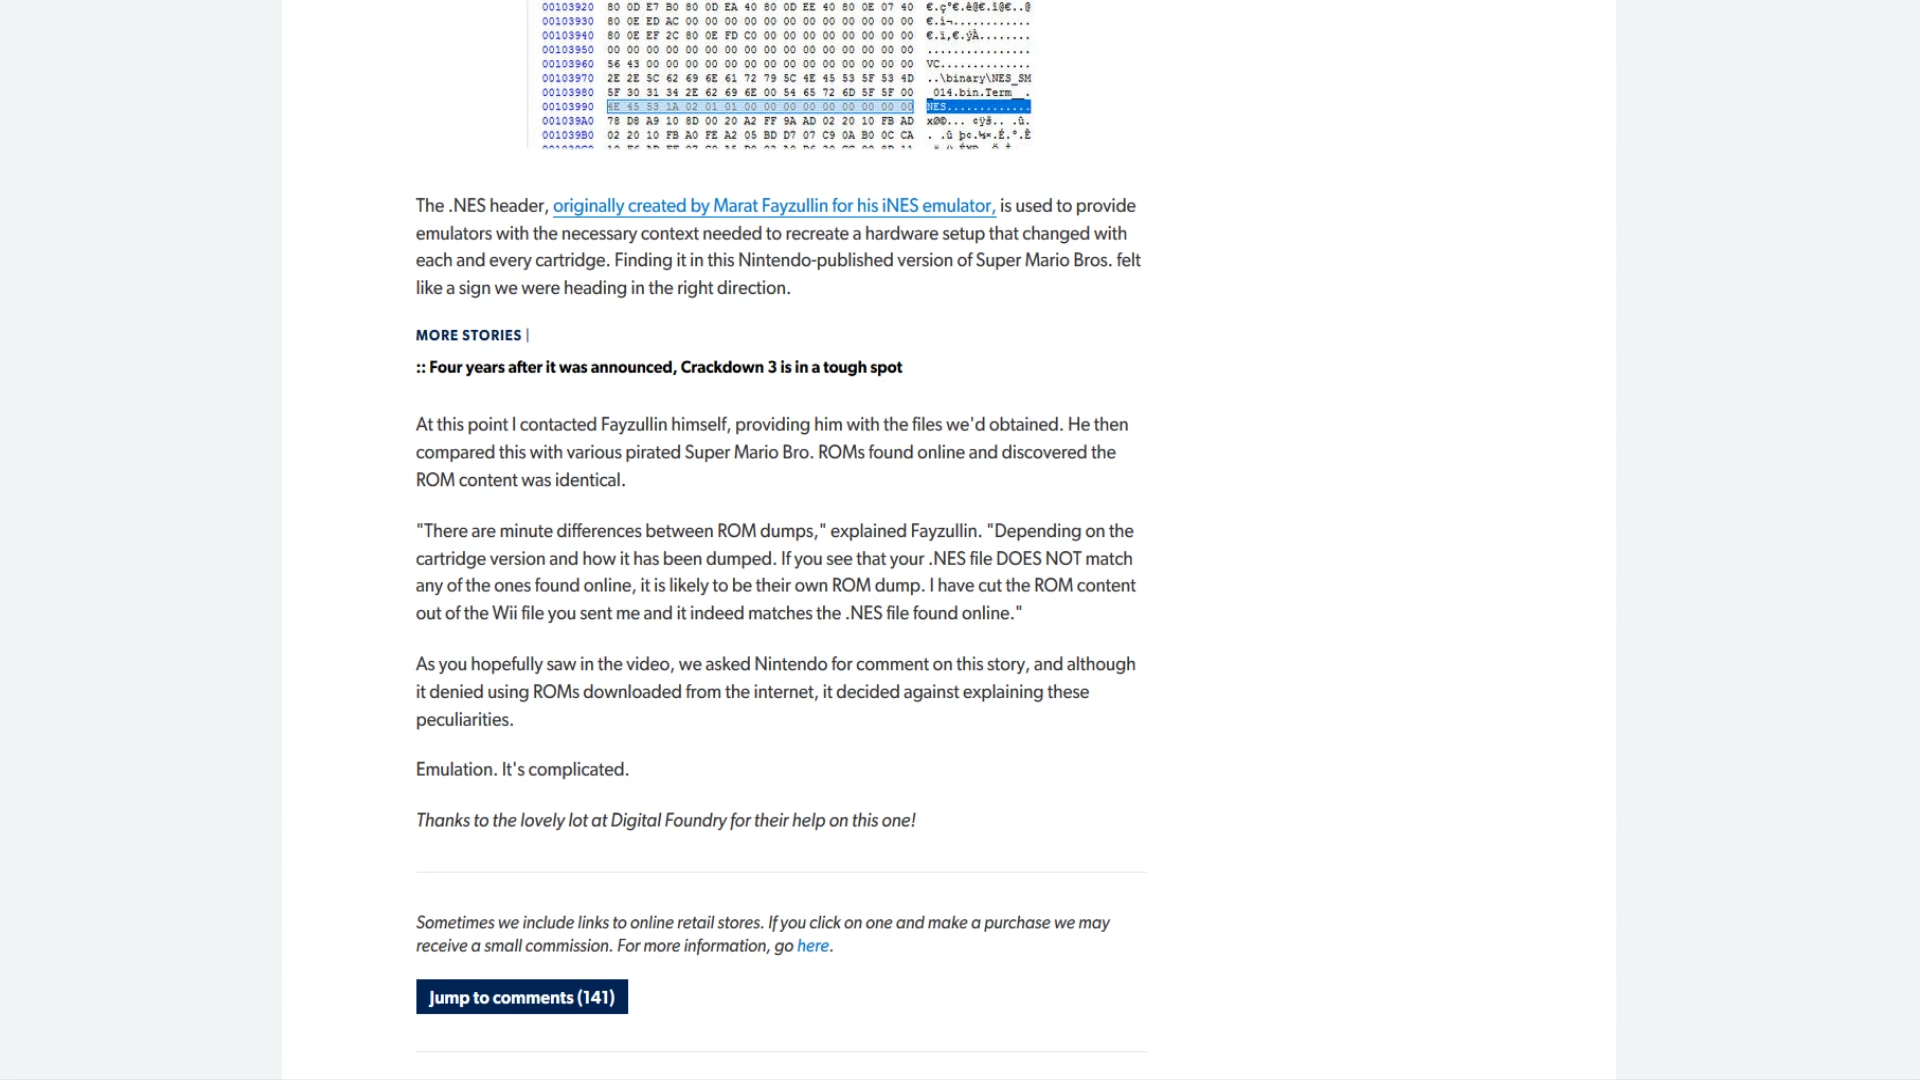 00103920 80 0D E7 B0 80 0D EA 40 80 0D EE 40 80 0E 07 40 €.ç°€.ê@€.î@€..@
00103930 80 0E ED AC 00 00 00 00 00 00 00 00 00 00 00 00 €.í¬............
00103940 80 0E EF 2C 80 0E FD C0 00 00 00 00 00 00 00 00 €.ï,€.ýÀ........
00103950 00 00 00 00 00 00 00 00 00 00 00 00 00 00 00 00 ................
00103960 56 43 00 00 00 00 00 00 00 00 00 00 00 00 00 00 VC..............
00103970 2E 2E 5C 62 69 6E 61 72 79 5C 4E 45 53 5F 53 4D ..\binary\NES_SM
00103980 5F 30 31 34 2E 62 69 6E 00 54 65 72 6D 5F 5F 00 _014.bin.Term__.
00103990 4E 45 53 1A 02 01 01 00 00 00 00 00 00 00 00 00 NES.............
001039A0 78 D8 A9 10 8D 00 20 A2 FF 9A AD 02 20 10 FB AD xØ©... ¢ÿš.. .û.
001039B0 02 20 10 FB A0 FE A2 05 BD D7 07 C9 0A B0 0C CA . .û þ¢.½×.É.°.Ê
The .NES header, originally created by Marat Fayzullin for his iNES emulator, is used to provide
emulators with the necessary context needed to recreate a hardware setup that changed with
each and every cartridge. Finding it in this Nintendo-published version of Super Mario Bros. felt
like a sign we were heading in the right direction.
MORE STORIES |
:: Four years after it was announced, Crackdown 3 is in a tough spot
At this point I contacted Fayzullin himself, providing him with the files we'd obtained. He then
compared this with various pirated Super Mario Bro. ROMs found online and discovered the
ROM content was identical.
"There are minute differences between ROM dumps," explained Fayzullin. "Depending on the
cartridge version and how it has been dumped. If you see that your .NES file DOES NOT match
any of the ones found online, it is likely to be their own ROM dump. I have cut the ROM content
out of the Wii file you sent me and it indeed matches the .NES file found online."
As you hopefully saw in the video, we asked Nintendo for comment on this story, and although
it denied using ROMs downloaded from the internet, it decided against explaining these
peculiarities.
Emulation. It's complicated.
Thanks to the lovely lot at Digital Foundry for their help on this one!
Sometimes we include links to online retail stores. If you click on one and make a purchase we may
receive a small commission. For more information, go here.
Jump to comments (141)